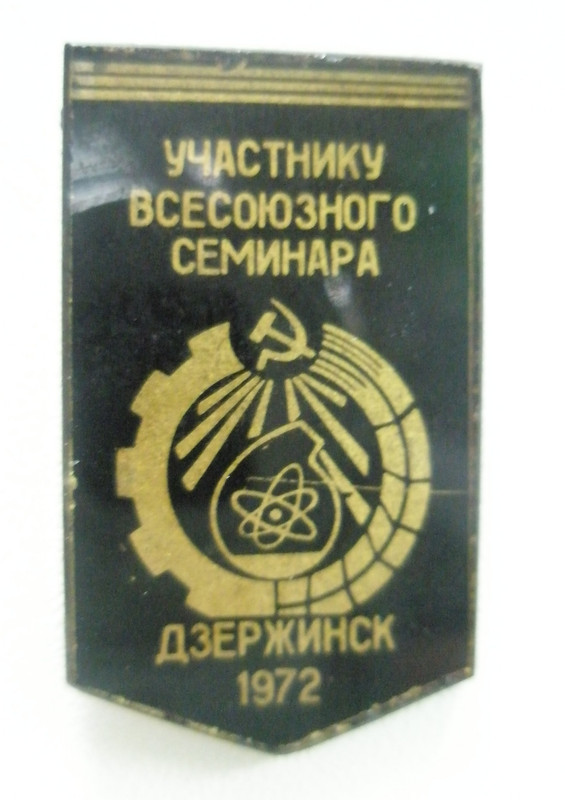 УЧАСТНИКУ
ВСЕСОЮЗНОГО
СЕМИНАРА
ДЗЕРЖИНСК
1972